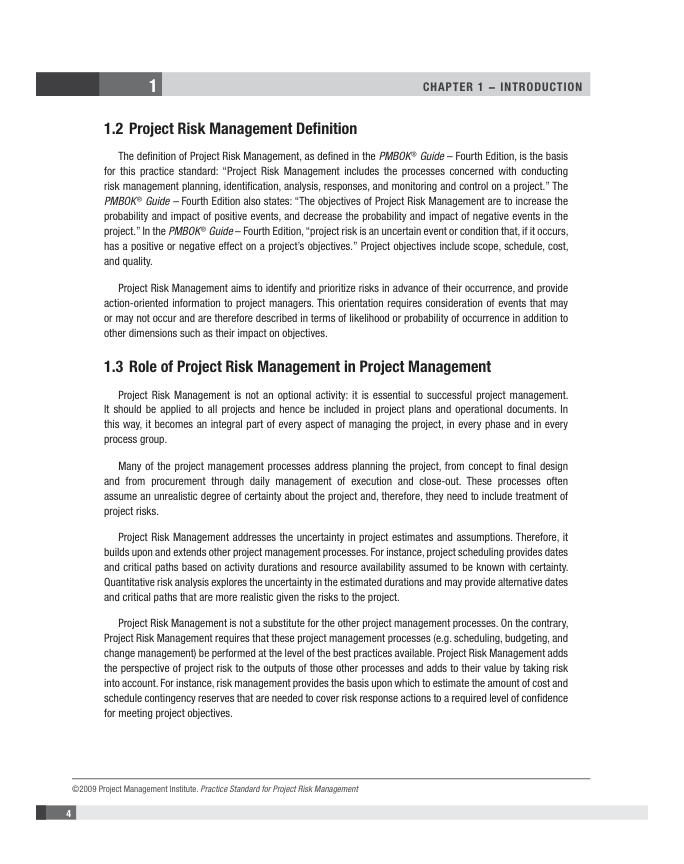 1
CHAPTER 1 – INTRODUCTION
1.2 Project Risk Management Definition
The definition of Project Risk Management, as defined in the PMBOK® Guide – Fourth Edition, is the basis
for this practice standard: “Project Risk Management includes the processes concerned with conducting
risk management planning, identification, analysis, responses, and monitoring and control on a project.” The
PMBOK® Guide – Fourth Edition also states: “The objectives of Project Risk Management are to increase the
probability and impact of positive events, and decrease the probability and impact of negative events in the
project.” In the PMBOK® Guide – Fourth Edition, “project risk is an uncertain event or condition that, if it occurs,
has a positive or negative effect on a project’s objectives.” Project objectives include scope, schedule, cost,
and quality.
Project Risk Management aims to identify and prioritize risks in advance of their occurrence, and provide
action-oriented information to project managers. This orientation requires consideration of events that may
or may not occur and are therefore described in terms of likelihood or probability of occurrence in addition to
other dimensions such as their impact on objectives.
1.3 Role of Project Risk Management in Project Management
Project Risk Management is not an optional activity: it is essential to successful project management.
It should be applied to all projects and hence be included in project plans and operational documents. In
this way, it becomes an integral part of every aspect of managing the project, in every phase and in every
process group.
Many of the project management processes address planning the project, from concept to final design
and from procurement through daily management of execution and close-out. These processes often
assume an unrealistic degree of certainty about the project and, therefore, they need to include treatment of
project risks.
Project Risk Management addresses the uncertainty in project estimates and assumptions. Therefore, it
builds upon and extends other project management processes. For instance, project scheduling provides dates
and critical paths based on activity durations and resource availability assumed to be known with certainty.
Quantitative risk analysis explores the uncertainty in the estimated durations and may provide alternative dates
and critical paths that are more realistic given the risks to the project.
Project Risk Management is not a substitute for the other project management processes. On the contrary,
Project Risk Management requires that these project management processes (e.g. scheduling, budgeting, and
change management) be performed at the level of the best practices available. Project Risk Management adds
the perspective of project risk to the outputs of those other processes and adds to their value by taking risk
into account. For instance, risk management provides the basis upon which to estimate the amount of cost and
schedule contingency reserves that are needed to cover risk response actions to a required level of confidence
for meeting project objectives.
©2009 Project Management Institute. Practice Standard for Project Risk Management
4